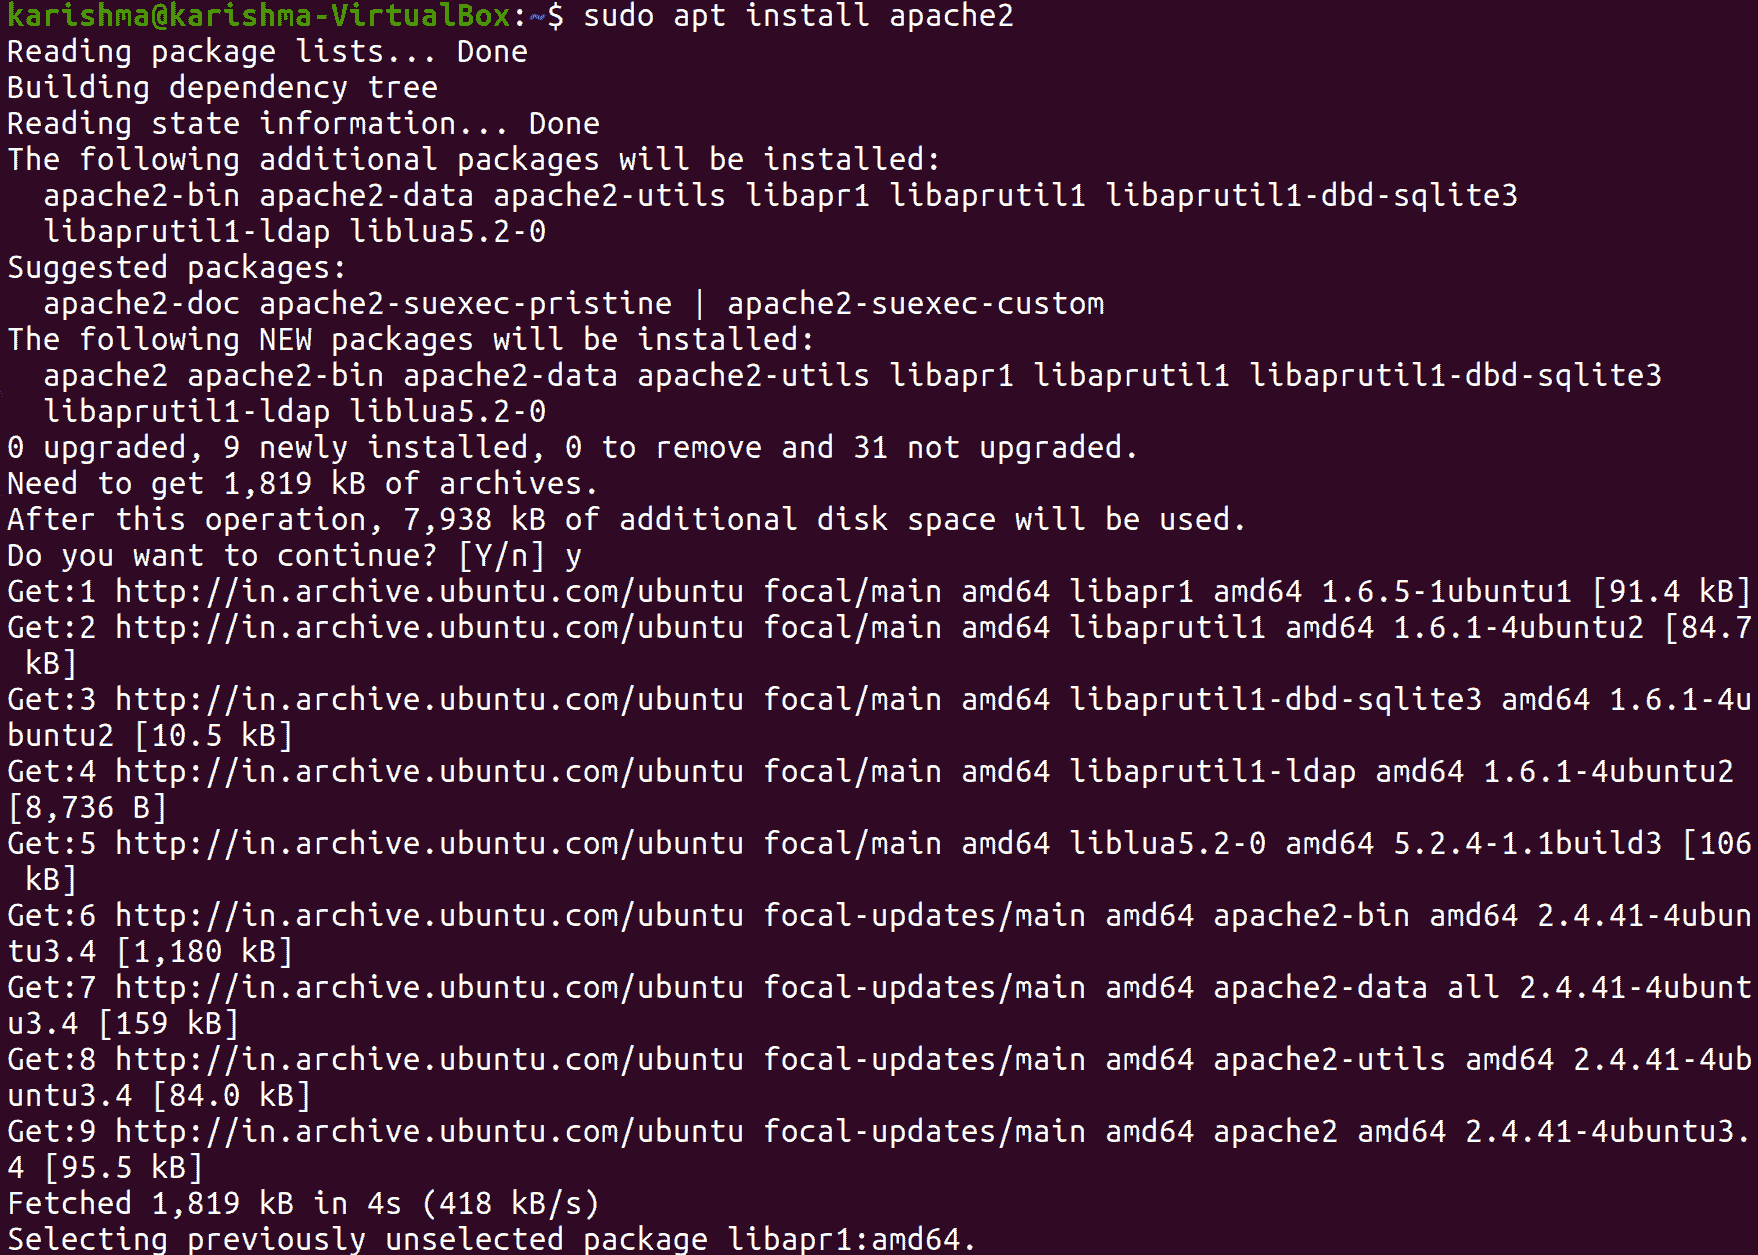 karishma@karishma-VirtualBox:~$ sudo apt install apache2
Reading package lists... Done
Building dependency tree
Reading state information... Done
The following additional packages will be installed:
  apache2-bin apache2-data apache2-utils libapr1 libaprutil1 libaprutil1-dbd-sqlite3
  libaprutil1-ldap liblua5.2-0
Suggested packages:
  apache2-doc apache2-suexec-pristine | apache2-suexec-custom
The following NEW packages will be installed:
  apache2 apache2-bin apache2-data apache2-utils libapr1 libaprutil1 libaprutil1-dbd-sqlite3
  libaprutil1-ldap liblua5.2-0
0 upgraded, 9 newly installed, 0 to remove and 31 not upgraded.
Need to get 1,819 kB of archives.
After this operation, 7,938 kB of additional disk space will be used.
Do you want to continue? [Y/n] y
Get:1 http://in.archive.ubuntu.com/ubuntu focal/main amd64 libapr1 amd64 1.6.5-1ubuntu1 [91.4 kB]
Get:2 http://in.archive.ubuntu.com/ubuntu focal/main amd64 libaprutil1 amd64 1.6.1-4ubuntu2 [84.7
 kB]
Get:3 http://in.archive.ubuntu.com/ubuntu focal/main amd64 libaprutil1-dbd-sqlite3 amd64 1.6.1-4u
buntu2 [10.5 kB]
Get:4 http://in.archive.ubuntu.com/ubuntu focal/main amd64 libaprutil1-ldap amd64 1.6.1-4ubuntu2
[8,736 B]
Get:5 http://in.archive.ubuntu.com/ubuntu focal/main amd64 liblua5.2-0 amd64 5.2.4-1.1build3 [106
 kB]
Get:6 http://in.archive.ubuntu.com/ubuntu focal-updates/main amd64 apache2-bin amd64 2.4.41-4ubun
tu3.4 [1,180 kB]
Get:7 http://in.archive.ubuntu.com/ubuntu focal-updates/main amd64 apache2-data all 2.4.41-4ubunt
u3.4 [159 kB]
Get:8 http://in.archive.ubuntu.com/ubuntu focal-updates/main amd64 apache2-utils amd64 2.4.41-4ub
untu3.4 [84.0 kB]
Get:9 http://in.archive.ubuntu.com/ubuntu focal-updates/main amd64 apache2 amd64 2.4.41-4ubuntu3.
4 [95.5 kB]
Fetched 1,819 kB in 4s (418 kB/s)
Selecting previously unselected package libapr1:amd64.